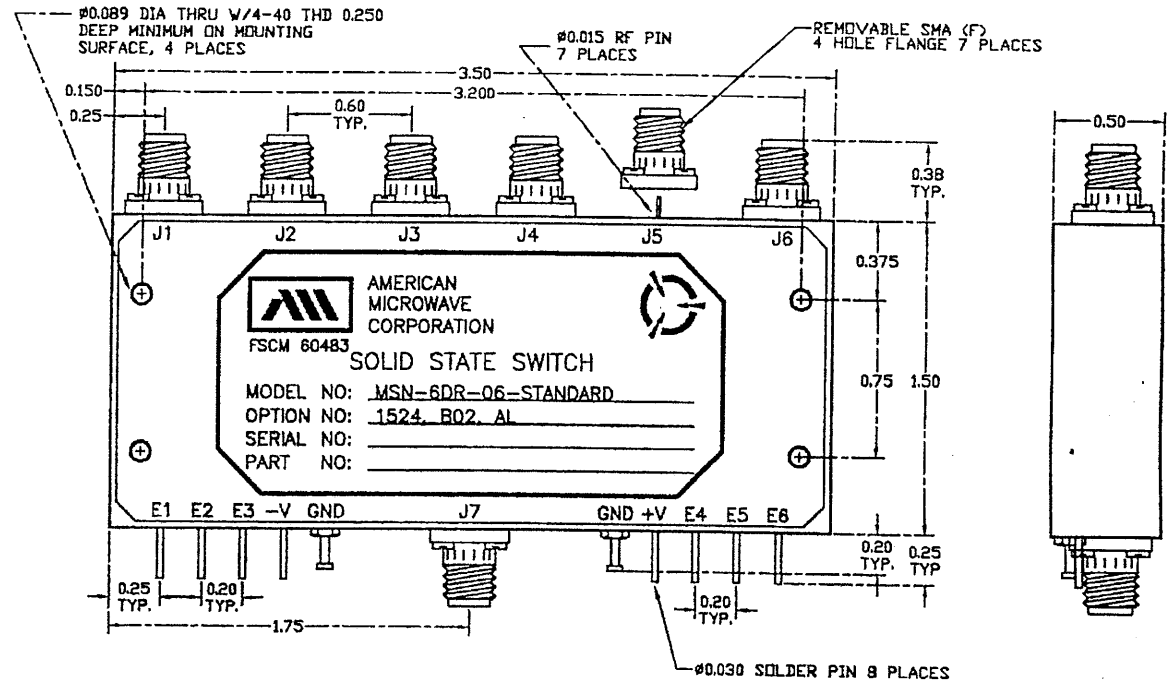 ø0.089 DIA THRU W/4-40 THD 0.250
DEEP MINIMUM ON MOUNTING
SURFACE, 4 PLACES
ø0.015 RF PIN
7 PLACES
REMOVABLE SMA (F)
4 HOLE FLANGE 7 PLACES
3.50
0.150
3.200
0.25
0.60
TYP.
0.50
0.38
TYP.
J1 J2 J3 J4 J5 J6
0.375
AMERICAN
MICROWAVE
CORPORATION
FSCM 60483
SOLID STATE SWITCH
MODEL NO: MSN-6DR-06-STANDARD
OPTION NO: 1524, B02, AL
SERIAL NO:
PART NO:
0.75 1.50
E1 E2 E3 -V GND J7 GND +V E4 E5 E6
0.20
TYP.
0.25
TYP
0.25
TYP.
0.20
TYP.
0.20
TYP.
1.75
ø0.030 SOLDER PIN 8 PLACES